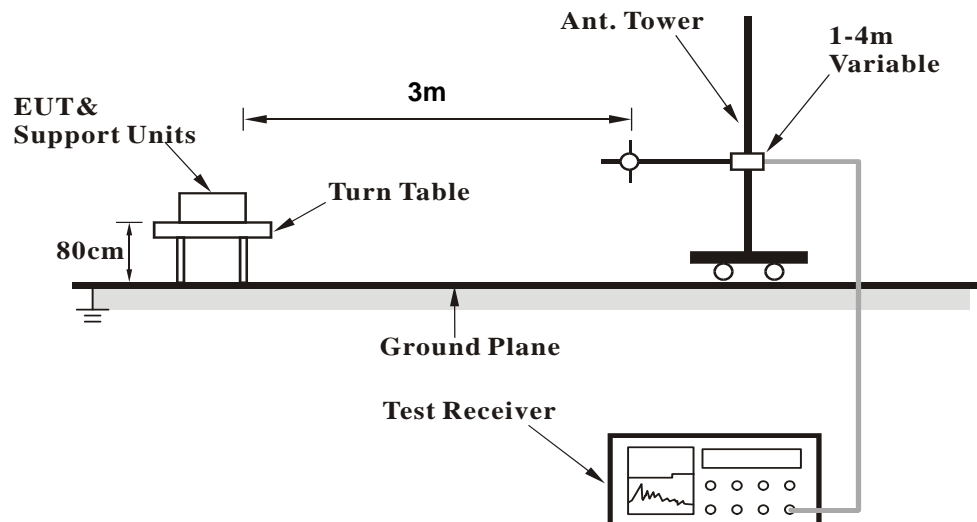 Ant. Tower
1-4m
Variable
3m
EUT&
Support Units
Turn Table
80cm
Ground Plane
Test Receiver